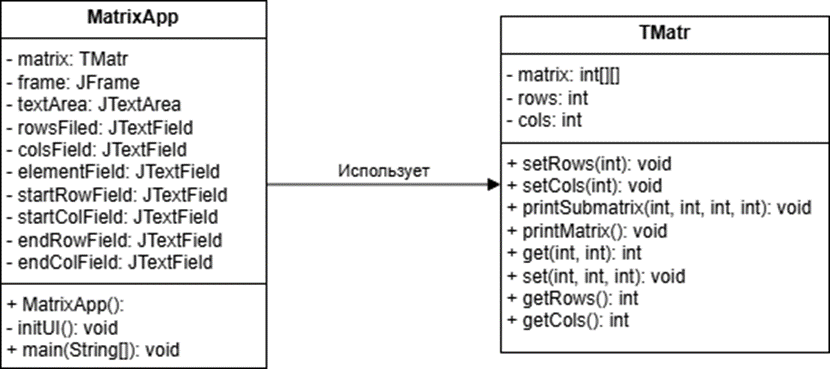 MatrixApp
- matrix: TMatr
- frame: JFrame
- textArea: JTextArea
- rowsFiled: JTextField
- colsField: JTextField
- elementField: JTextField
- startRowField: JTextField
- startColField: JTextField
- endRowField: JTextField
- endColField: JTextField
+ MatrixApp():
- initUI(): void
+ main(String[]): void
Использует
TMatr
- matrix: int[][]
- rows: int
- cols: int
+ setRows(int): void
+ setCols(int): void
+ printSubmatrix(int, int, int, int): void
+ printMatrix(): void
+ get(int, int): int
+ set(int, int, int): void
+ getRows(): int
+ getCols(): int